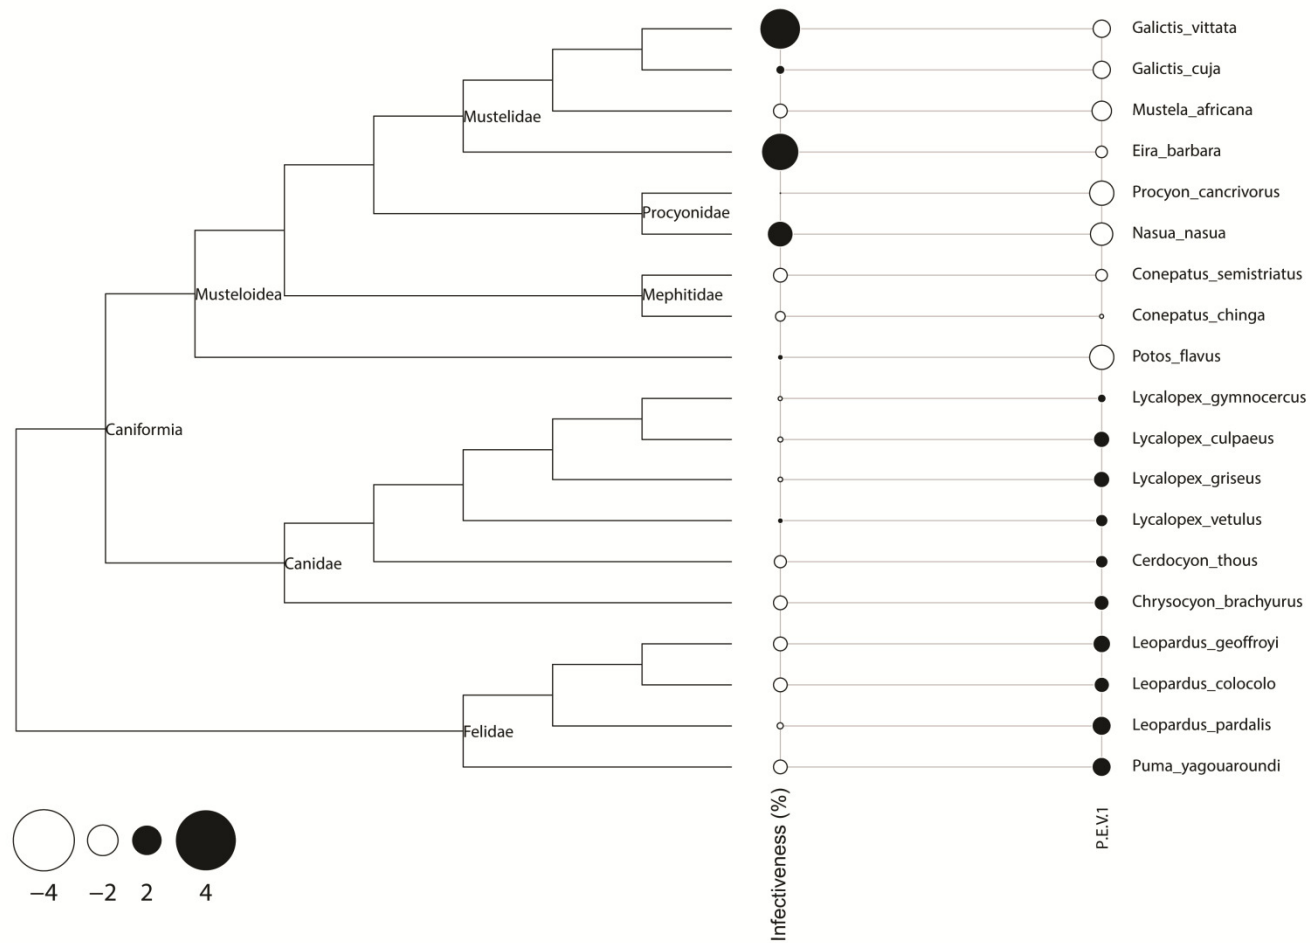 Galictis_vittata
Galictis_cuja
Mustelidae
Mustela_africana
Eira_barbara
Procyon_cancrivorus
Procyonidae
Nasua_nasua
Conepatus_semistriatus
Musteloidea
Mephitidae
Conepatus_chinga
Potos_flavus
Lycalopex_gymnocercus
Caniformia
Lycalopex_culpaeus
Lycalopex_griseus
Lycalopex_vetulus
Canidae
Cerdocyon_thous
Chrysocyon_brachyurus
Leopardus_geoffroyi
Leopardus_colocolo
Leopardus_pardalis
Felidae
Puma_yagouaroundi
−4 −2 2 4
Infectiveness (%)
P.E.V.1